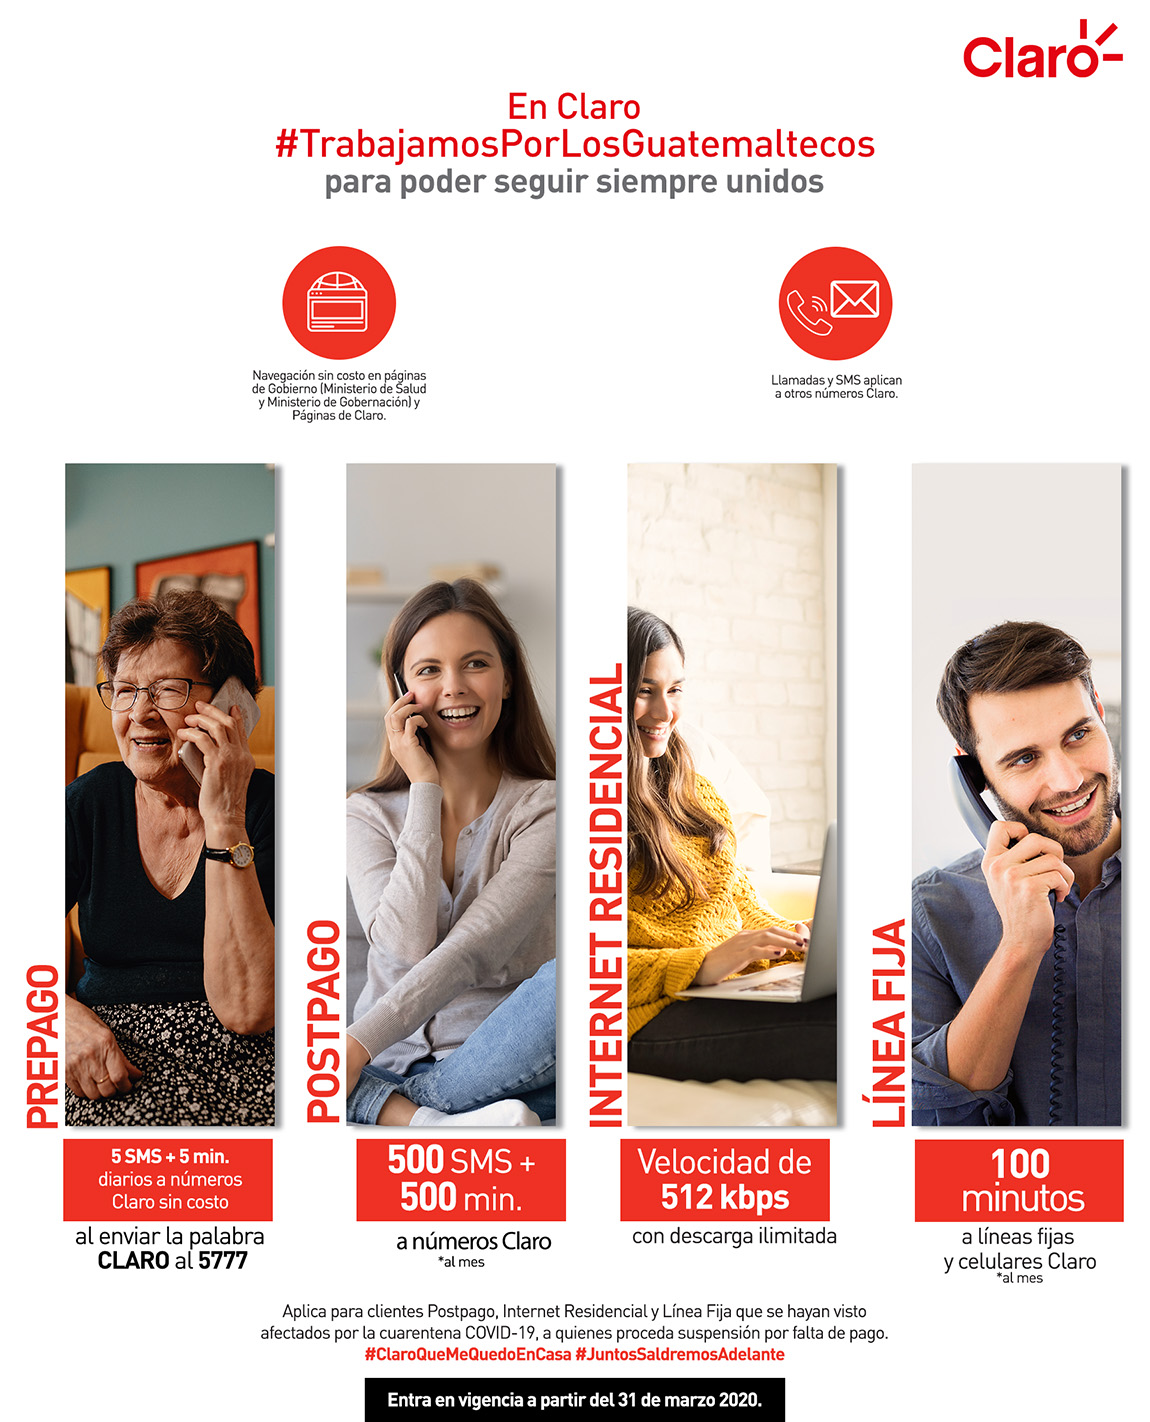 Claro
En Claro
#TrabajamosPorLosGuatemaltecos
para poder seguir siempre unidos
Navegación sin costo en páginas
de Gobierno (Ministerio de Salud
y Ministerio de Gobernación) y
Páginas de Claro.
Llamadas y SMS aplican
a otros números Claro.
PREPAGO
5 SMS + 5 min.
diarios a números
Claro sin costo
al enviar la palabra
CLARO al 5777
POSTPAGO
500 SMS +
500 min.
a números Claro
*al mes
INTERNET RESIDENCIAL
Velocidad de
512 kbps
con descarga ilimitada
LÍNEA FIJA
100
minutos
a líneas fijas
y celulares Claro
*al mes
Aplica para clientes Postpago, Internet Residencial y Línea Fija que se hayan visto
afectados por la cuarentena COVID-19, a quienes proceda suspensión por falta de pago.
#ClaroQueMeQuedoEnCasa #JuntosSaldremosAdelante
Entra en vigencia a partir del 31 de marzo 2020.